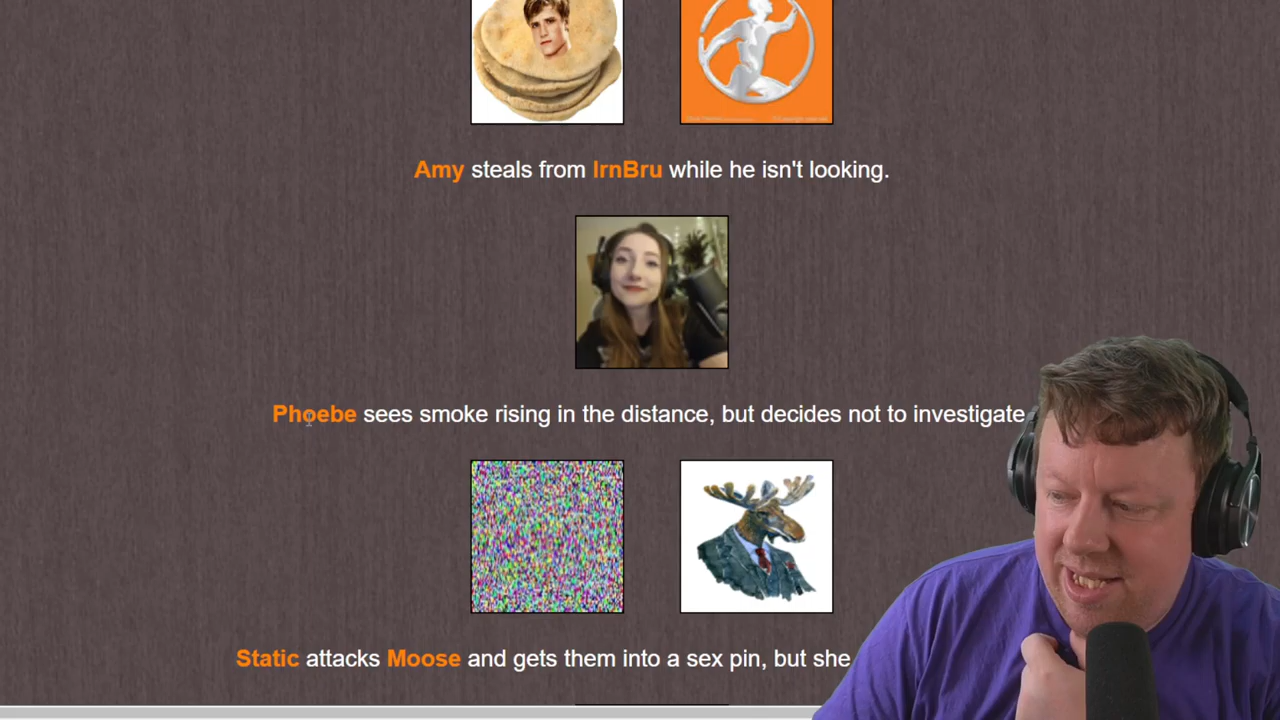 Amy steals from IrnBru while he isn't looking.
Phoebe sees smoke rising in the distance, but decides not to investigate
Static attacks Moose and gets them into a sex pin, but she